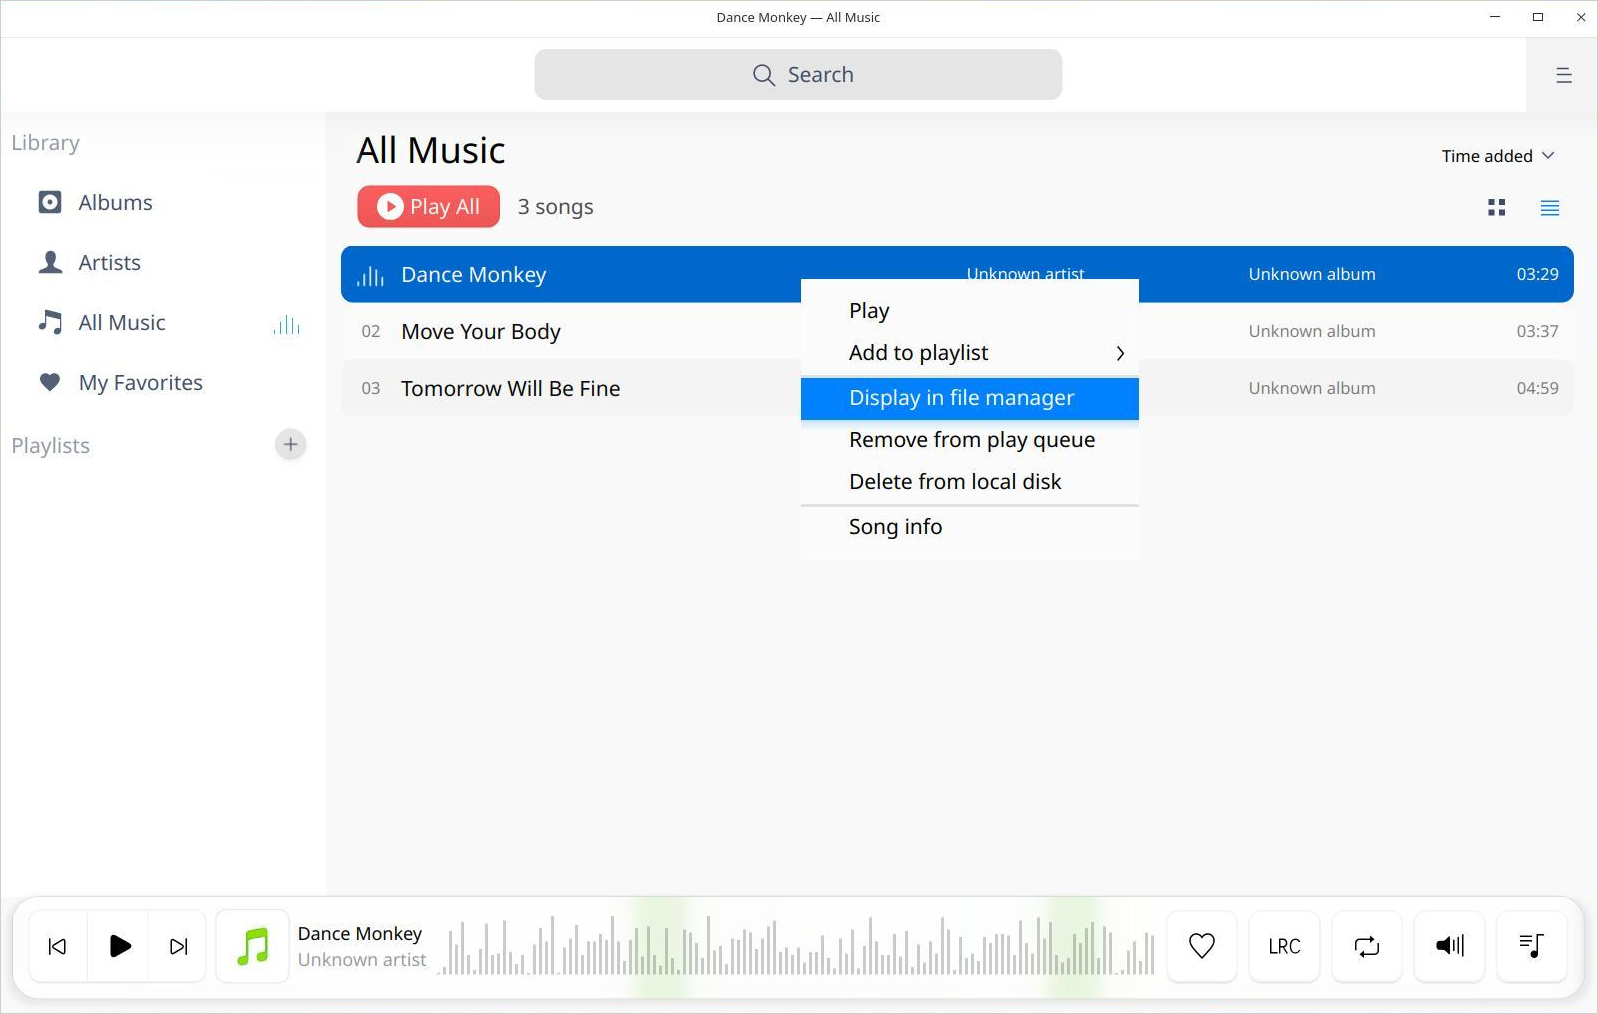 Dance Monkey — All Music
Search
Library
Albums
Artists
All Music
My Favorites
Playlists
All Music
Time added
Play All
3 songs
Dance Monkey Unknown artist Unknown album 03:29
02 Move Your Body Unknown album 03:37
03 Tomorrow Will Be Fine Unknown album 04:59
Play
Add to playlist
Display in file manager
Remove from play queue
Delete from local disk
Song info
Dance Monkey
Unknown artist
LRC